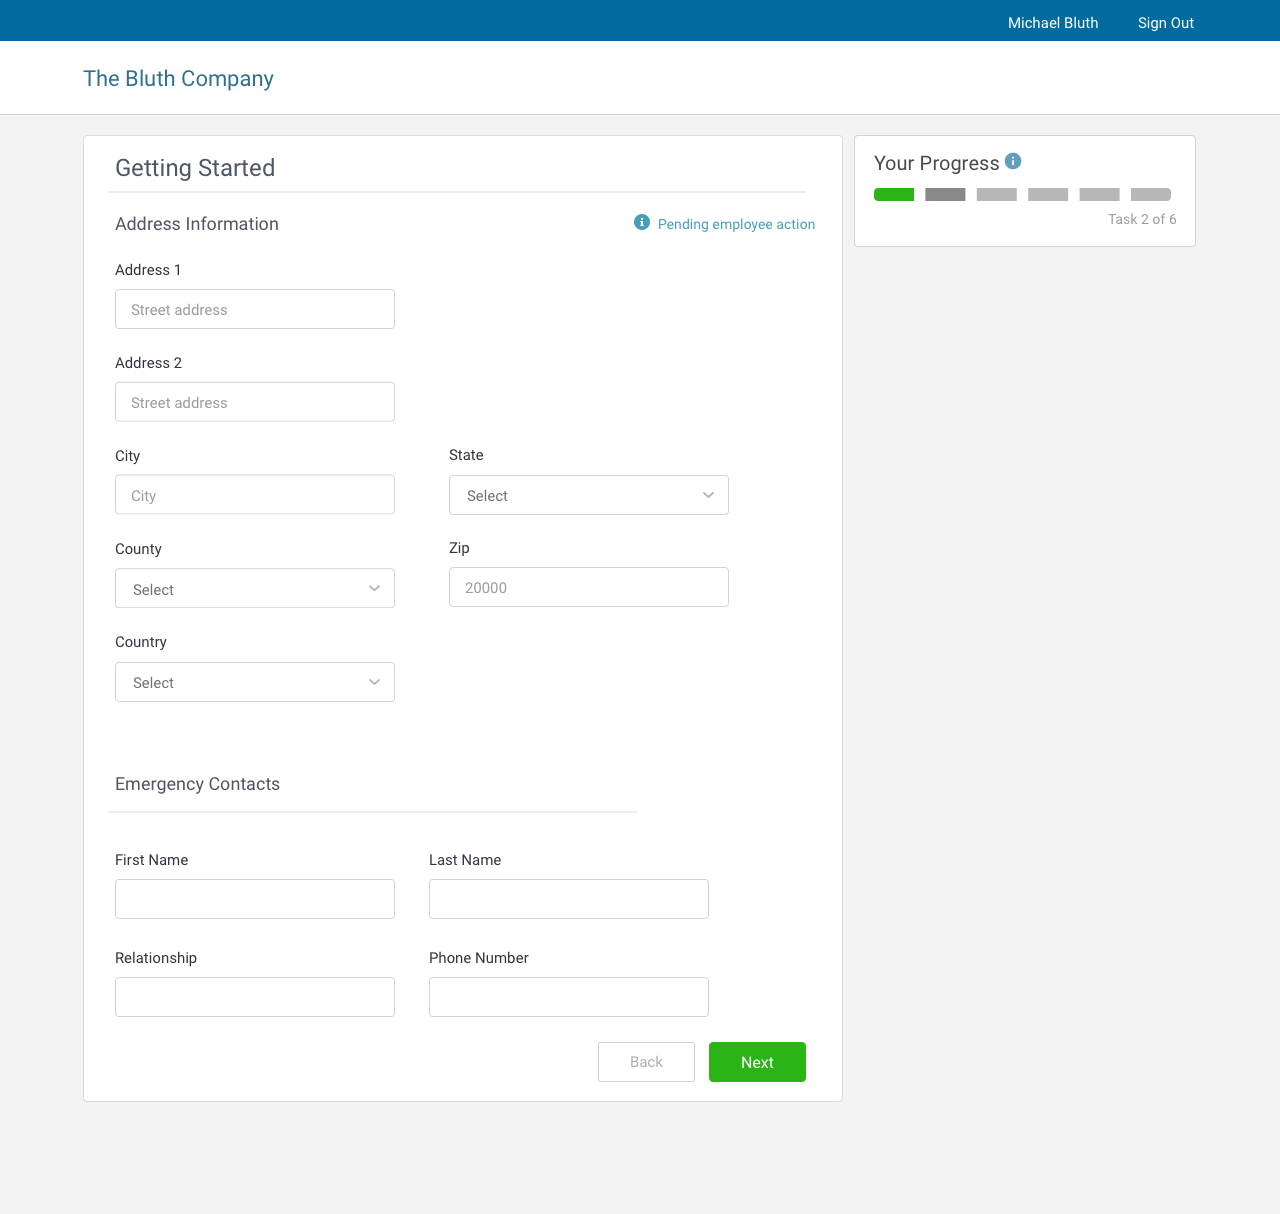 Michael Bluth Sign Out
The Bluth Company
Getting Started
Address Information
Pending employee action
Address 1
Street address
Address 2
Street address
City
City
State
Select
County
Select
Zip
20000
Country
Select
Emergency Contacts
First Name
Last Name
Relationship
Phone Number
Back
Next
Your Progress
Task 2 of 6